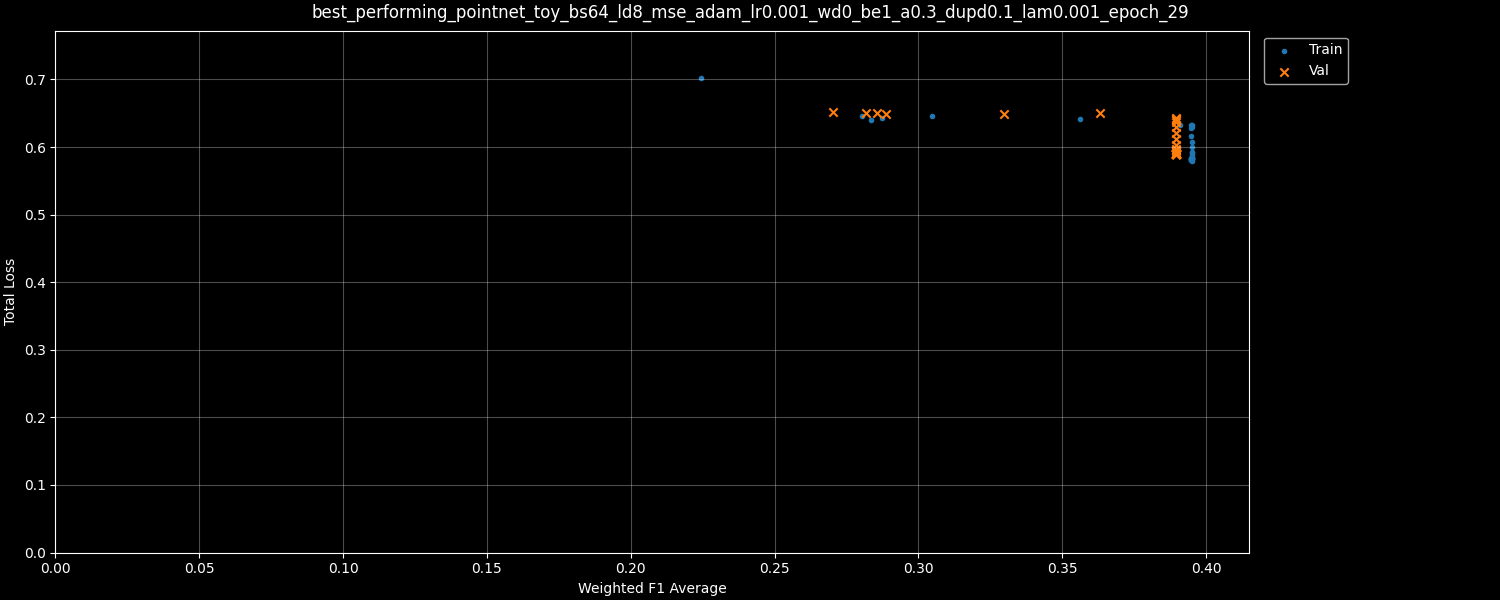 best_performing_pointnet_toy_bs64_ld8_mse_adam_lr0.001_wd0_be1_a0.3_dupd0.1_lam0.001_epoch_29
Train
Val
Total Loss
0.7
0.6
0.5
0.4
0.3
0.2
0.1
0.0
0.00 0.05 0.10 0.15 0.20 0.25 0.30 0.35 0.40
Weighted F1 Average